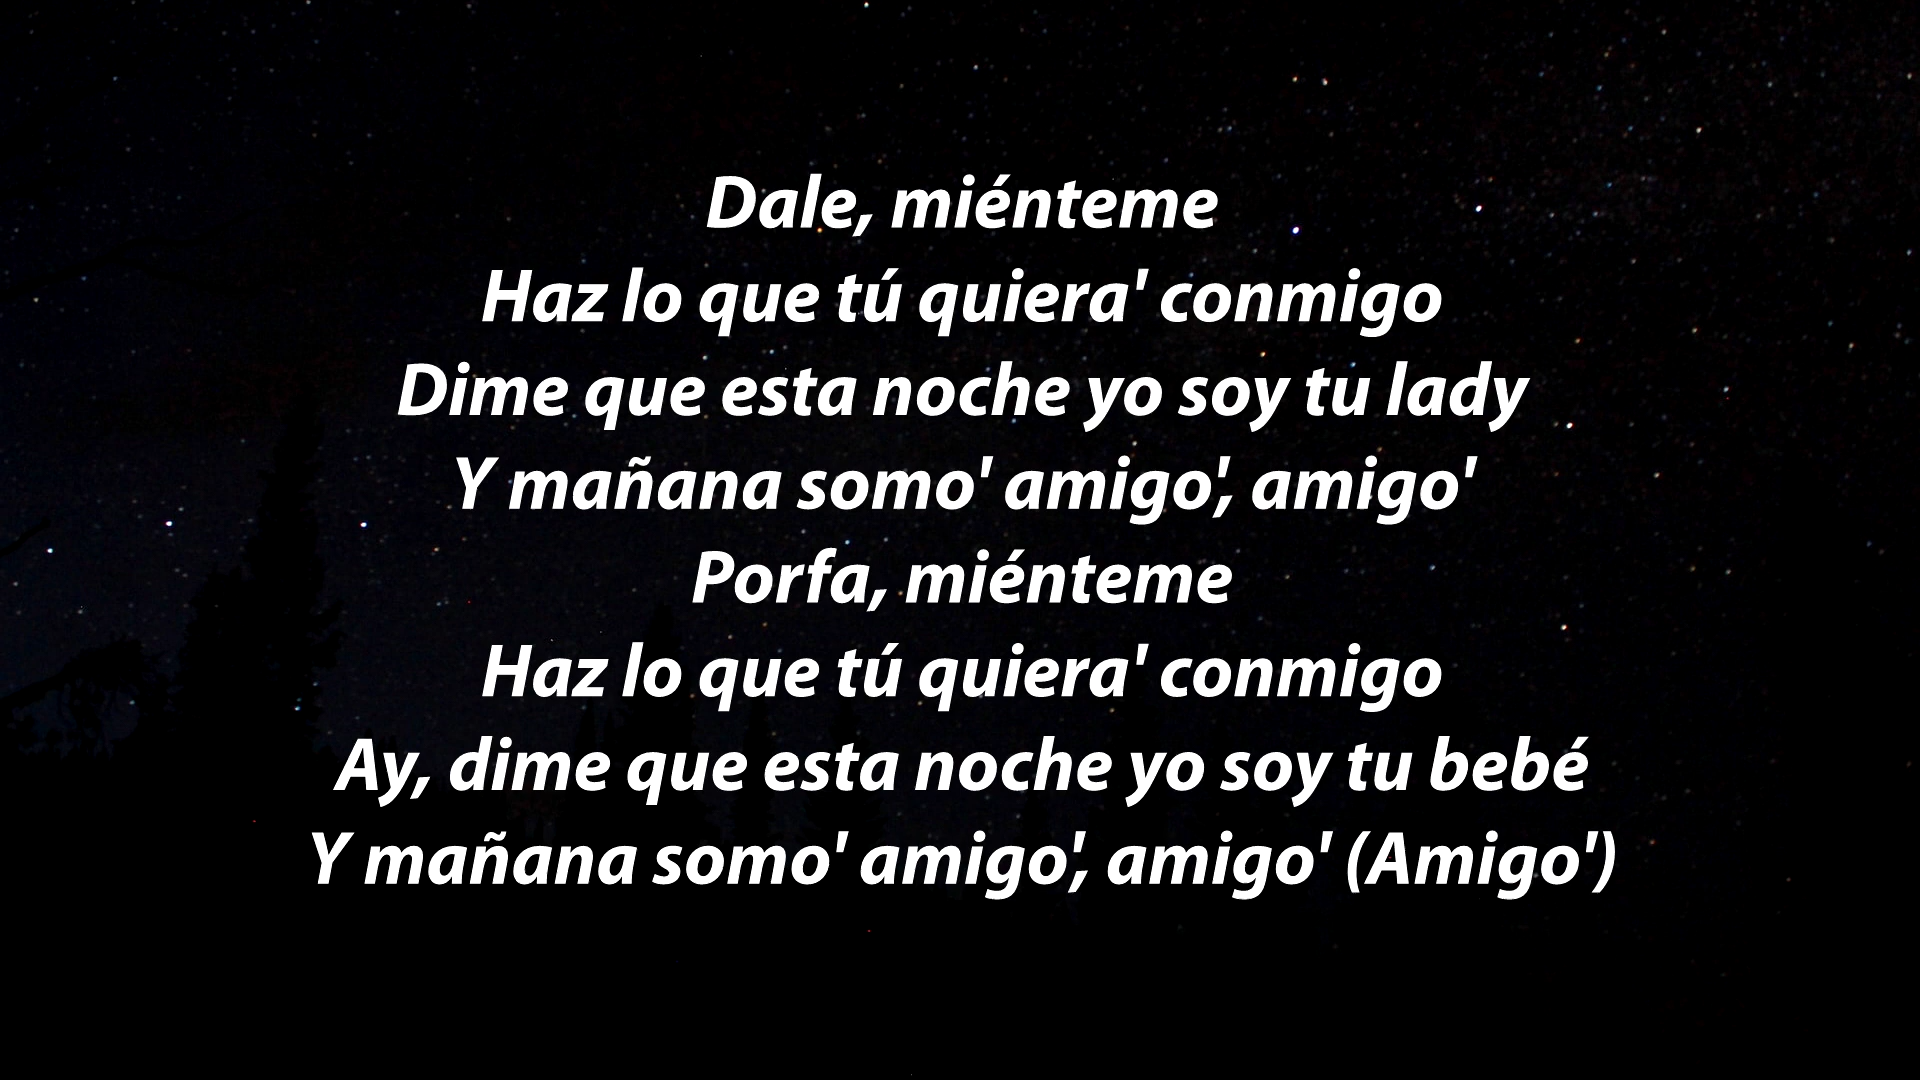 Dale, miénteme
Haz lo que tú quiera' conmigo
Dime que esta noche yo soy tu lady
Y mañana somo' amigo', amigo'
Porfa, miénteme
Haz lo que tú quiera' conmigo
Ay, dime que esta noche yo soy tu bebé
Y mañana somo' amigo', amigo' (Amigo')